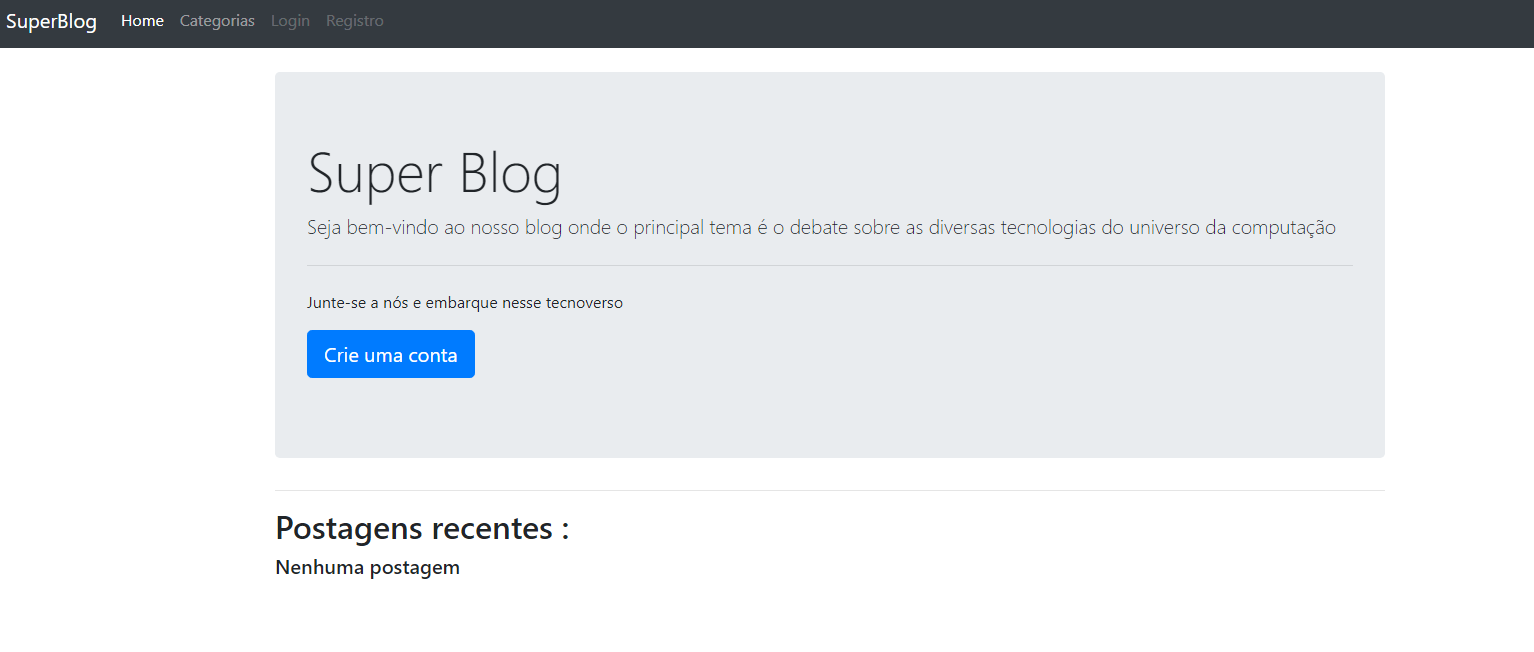 SuperBlog Home Categorias Login Registro
Super Blog
Seja bem-vindo ao nosso blog onde o principal tema é o debate sobre as diversas tecnologias do universo da computação
Junte-se a nós e embarque nesse tecnoverso
Crie uma conta
Postagens recentes :
Nenhuma postagem